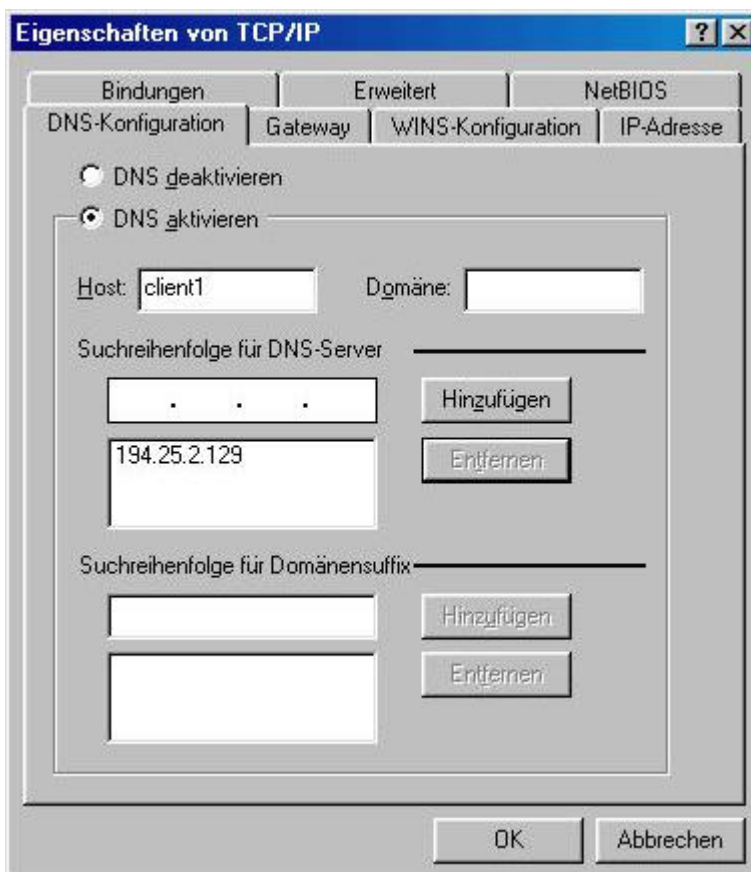 Eigenschaften von TCP/IP
Bindungen Erweitert NetBIOS
DNS-Konfiguration Gateway WINS-Konfiguration IP-Adresse
DNS deaktivieren
DNS aktivieren
Host: client1 Domäne:
Suchreihenfolge für DNS-Server
. . . Hinzufügen
194.25.2.129 Entfernen
Suchreihenfolge für Domänensuffix
Hinzufügen
Entfernen
OK Abbrechen